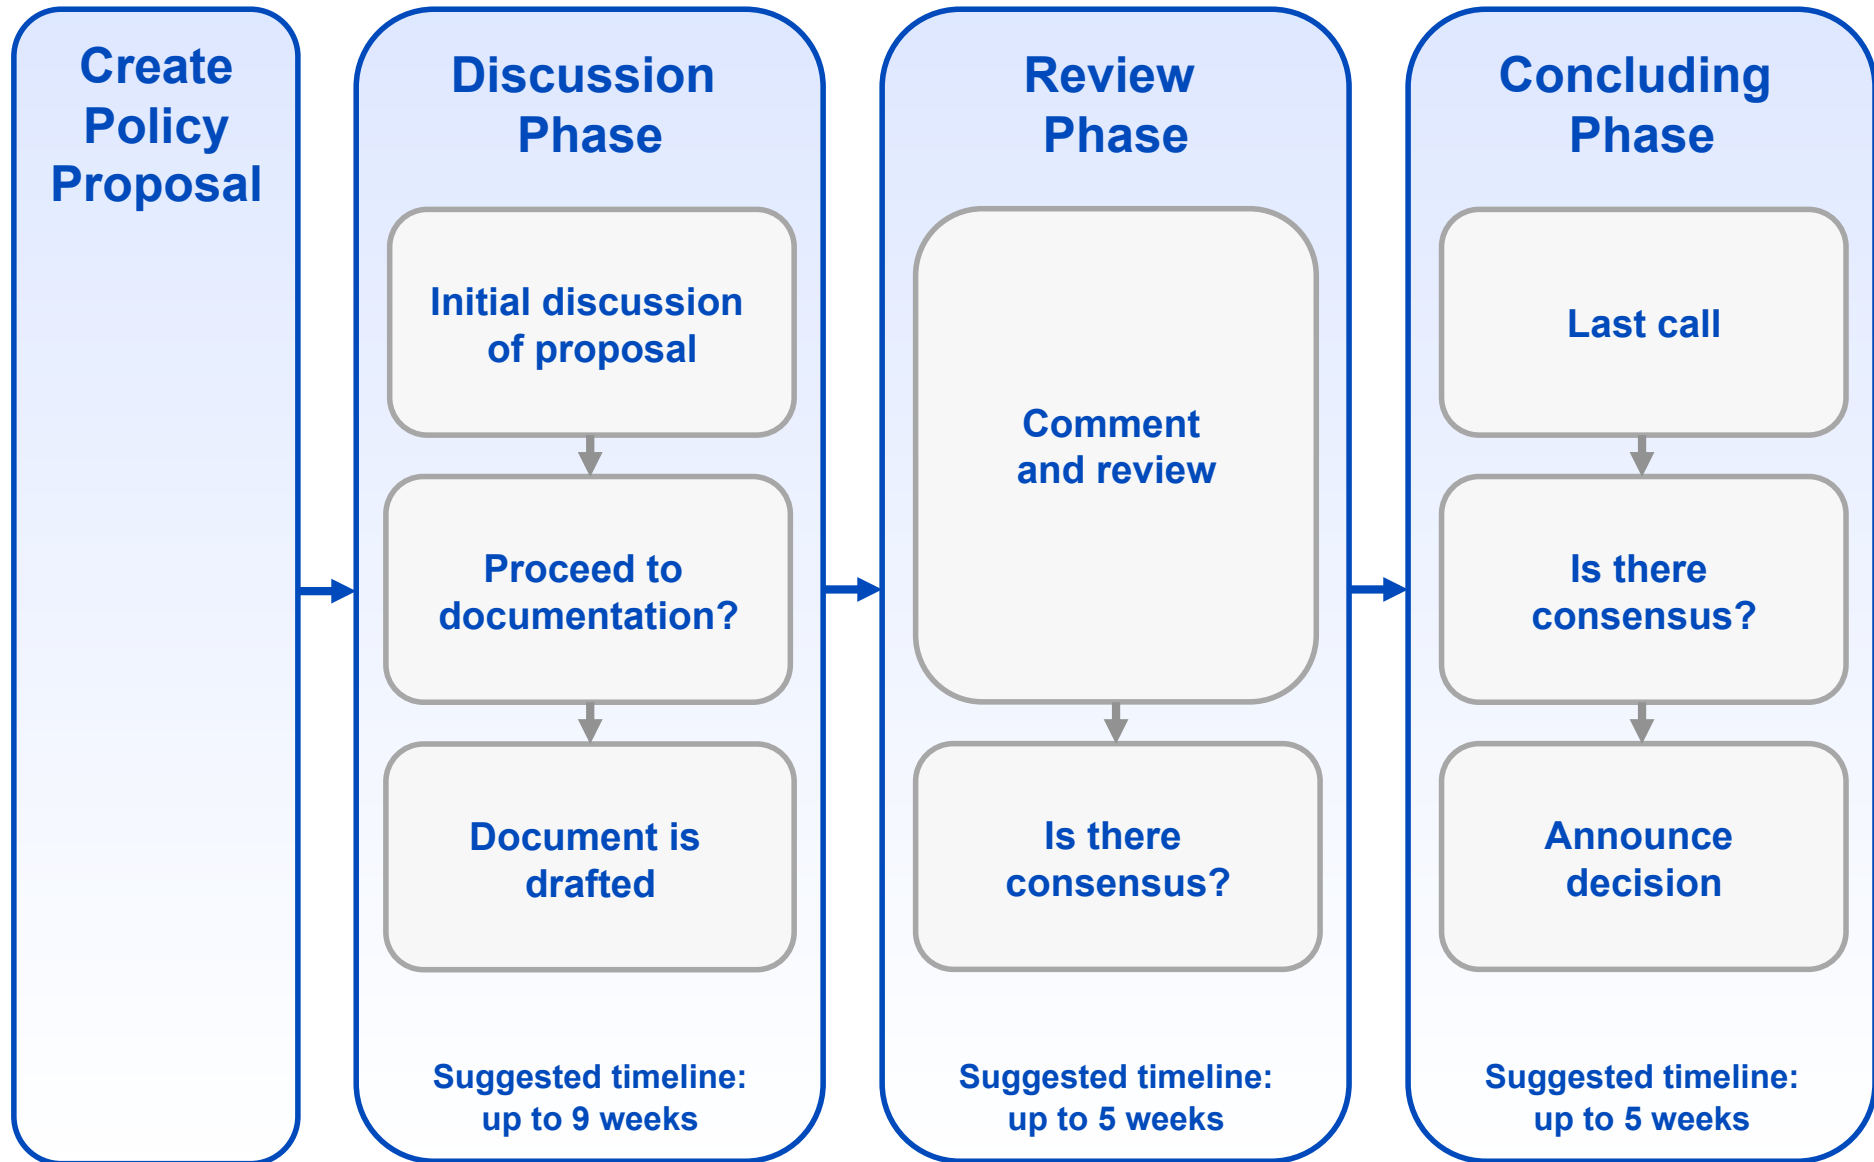 Create
Policy
Proposal
Discussion
Phase
Initial discussion
of proposal
Proceed to
documentation?
Document is
drafted
Suggested timeline:
up to 9 weeks
Review
Phase
Comment
and review
Is there
consensus?
Suggested timeline:
up to 5 weeks
Concluding
Phase
Last call
Is there
consensus?
Announce
decision
Suggested timeline:
up to 5 weeks